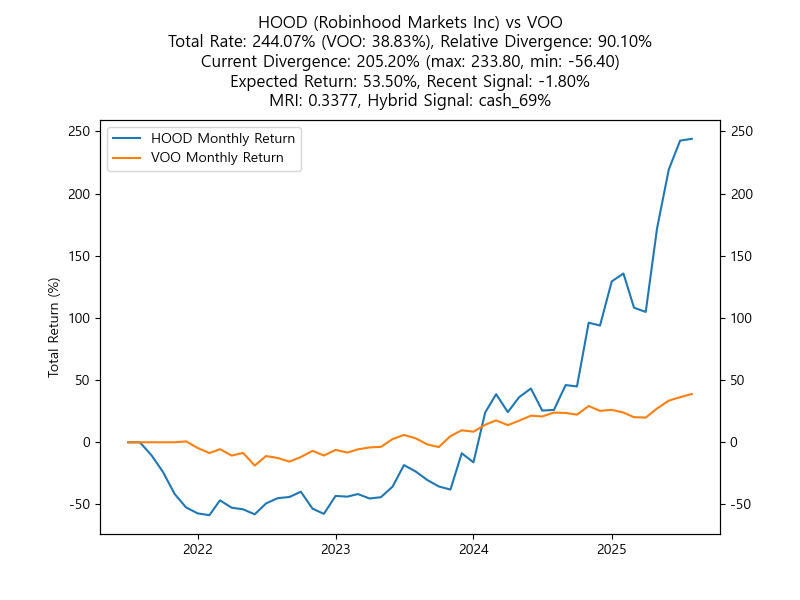 HOOD (Robinhood Markets Inc) vs VOO
Total Rate: 244.07% (VOO: 38.83%), Relative Divergence: 90.10%
Current Divergence: 205.20% (max: 233.80, min: -56.40)
Expected Return: 53.50%, Recent Signal: -1.80%
MRI: 0.3377, Hybrid Signal: cash_69%
HOOD Monthly Return
VOO Monthly Return
Total Return (%)
250
200
150
100
50
0
-50
250
200
150
100
50
0
-50
2022
2023
2024
2025